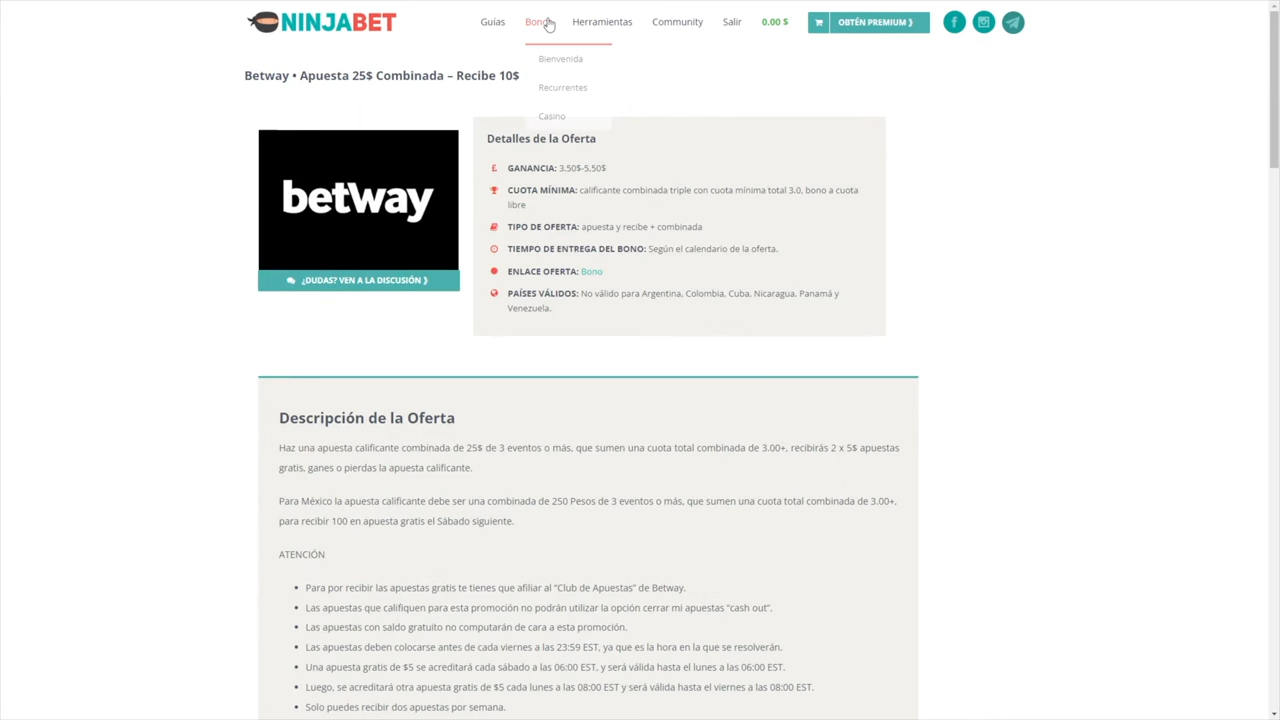 NINJABET
Guías
Bono
Herramientas
Community
Salir
0.00 $
OBTÉN PREMIUM ⟫
Bienvenida
Recurrentes
Casino
Betway • Apuesta 25$ Combinada – Recibe 10$
betway
¿DUDAS? VEN A LA DISCUSIÓN ⟫
Detalles de la Oferta
GANANCIA: 3.50$-5,50$
CUOTA MÍNIMA: calificante combinada triple con cuota mínima total 3.0, bono a cuota
libre
TIPO DE OFERTA: apuesta y recibe + combinada
TIEMPO DE ENTREGA DEL BONO: Según el calendario de la oferta.
ENLACE OFERTA: Bono
PAÍSES VÁLIDOS: No válido para Argentina, Colombia, Cuba, Nicaragua, Panamá y
Venezuela.
Descripción de la Oferta
Haz una apuesta calificante combinada de 25$ de 3 eventos o más, que sumen una cuota total combinada de 3.00+, recibirás 2 x 5$ apuestas
gratis, ganes o pierdas la apuesta calificante.
Para México la apuesta calificante debe ser una combinada de 250 Pesos de 3 eventos o más, que sumen una cuota total combinada de 3.00+,
para recibir 100 en apuesta gratis el Sábado siguiente.
ATENCIÓN
• Para por recibir las apuestas gratis te tienes que afiliar al “Club de Apuestas” de Betway.
• Las apuestas que califiquen para esta promoción no podrán utilizar la opción cerrar mi apuestas “cash out”.
• Las apuestas con saldo gratuito no computarán de cara a esta promoción.
• Las apuestas deben colocarse antes de cada viernes a las 23:59 EST, ya que es la hora en la que se resolverán.
• Una apuesta gratis de $5 se acreditará cada sábado a las 06:00 EST, y será válida hasta el lunes a las 06:00 EST.
• Luego, se acreditará otra apuesta gratis de $5 cada lunes a las 08:00 EST y será válida hasta el viernes a las 08:00 EST.
• Solo puedes recibir dos apuestas por semana.